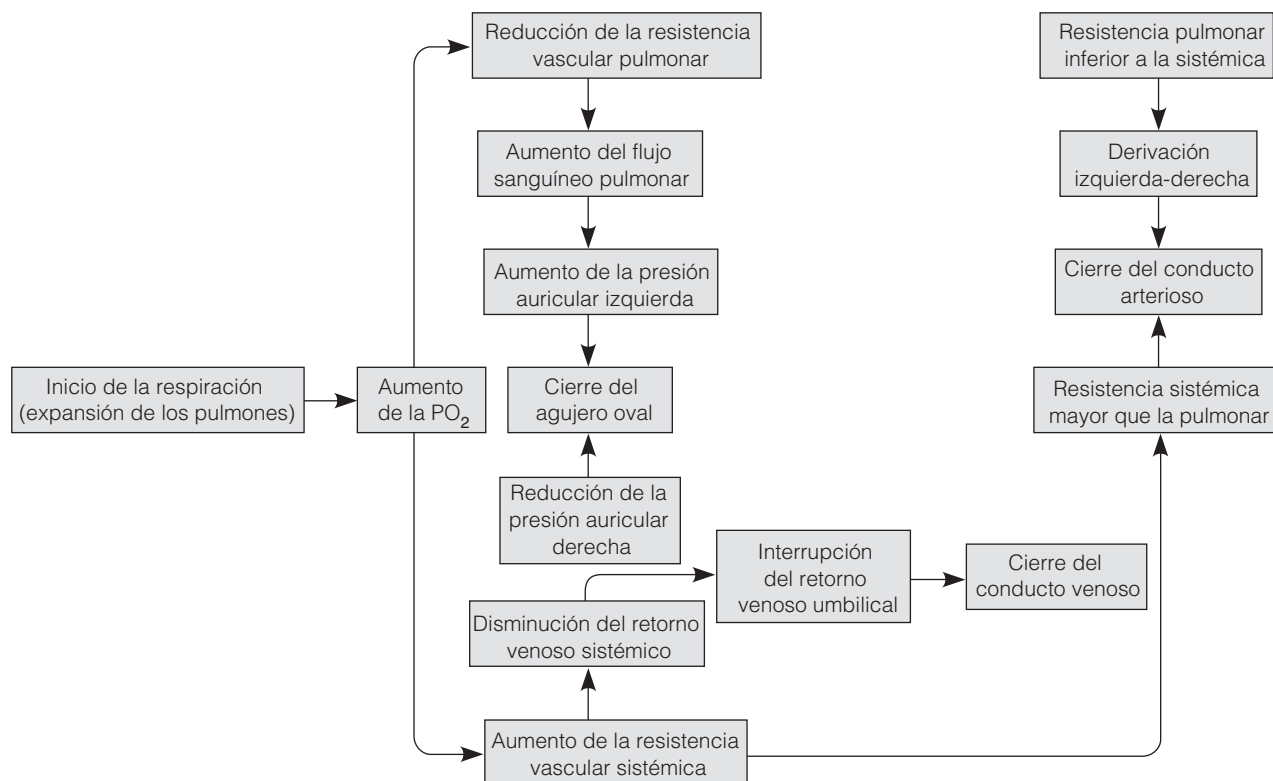 Reducción de la resistencia
vascular pulmonar
Resistencia pulmonar
inferior a la sistémica
Aumento del flujo
sanguíneo pulmonar
Derivación
izquierda-derecha
Aumento de la presión
auricular izquierda
Cierre del conducto
arterioso
Inicio de la respiración
(expansión de los pulmones)
Aumento
de la PO2
Cierre del
agujero oval
Resistencia sistémica
mayor que la pulmonar
Reducción de la
presión auricular
derecha
Interrupción
del retorno
venoso umbilical
Cierre del
conducto venoso
Disminución del retorno
venoso sistémico
Aumento de la resistencia
vascular sistémica